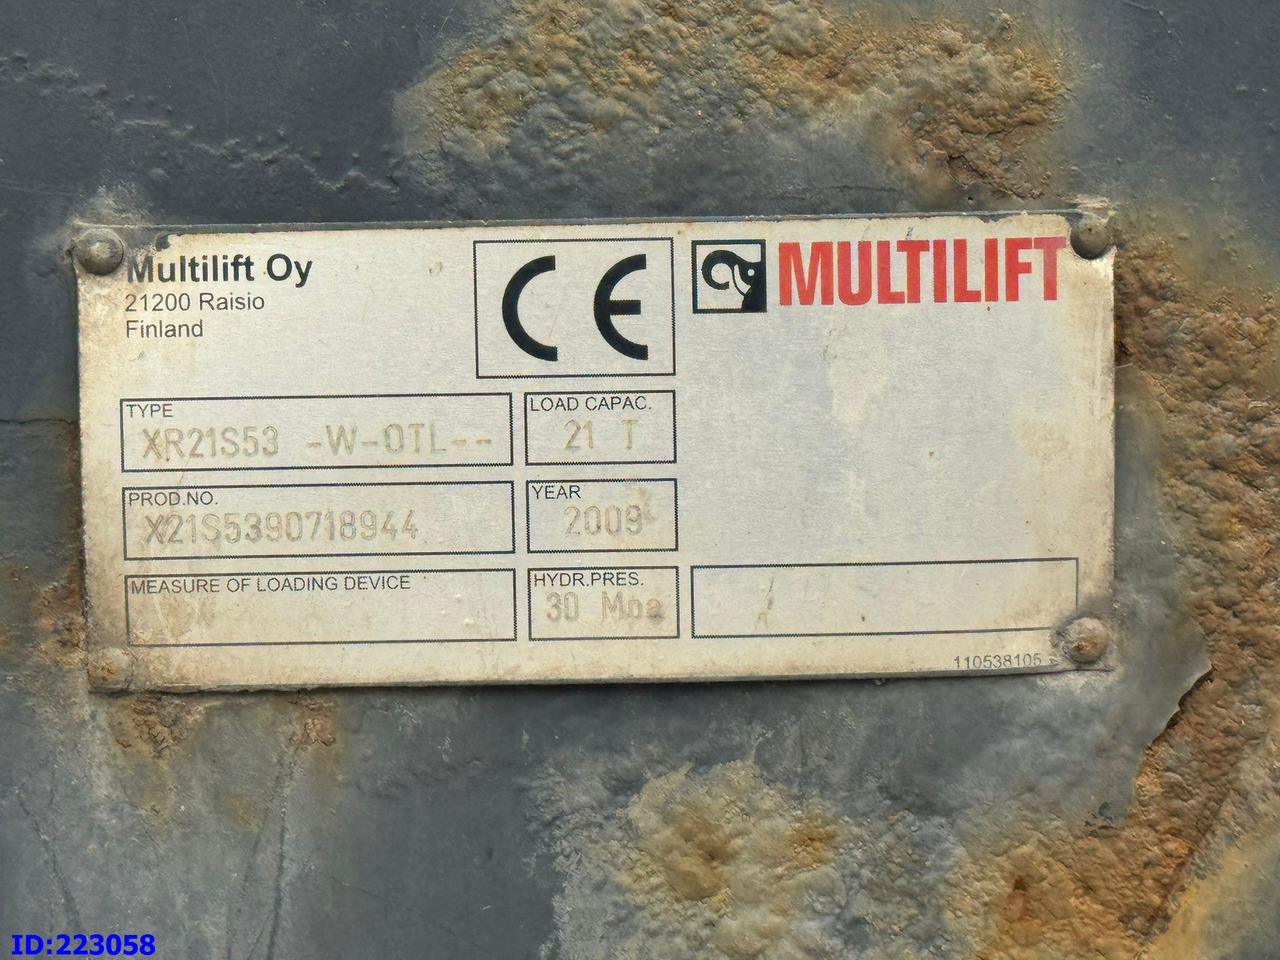 Multilift Oy
21200 Raisio
Finland
CE
MULTILIFT
TYPE
XR21S53 -W-OTL--
LOAD CAPAC.
21 T
PROD.NO.
X21S5390718944
YEAR
2009
MEASURE OF LOADING DEVICE
HYDR.PRES.
30 Mpa
110538105
ID:223058